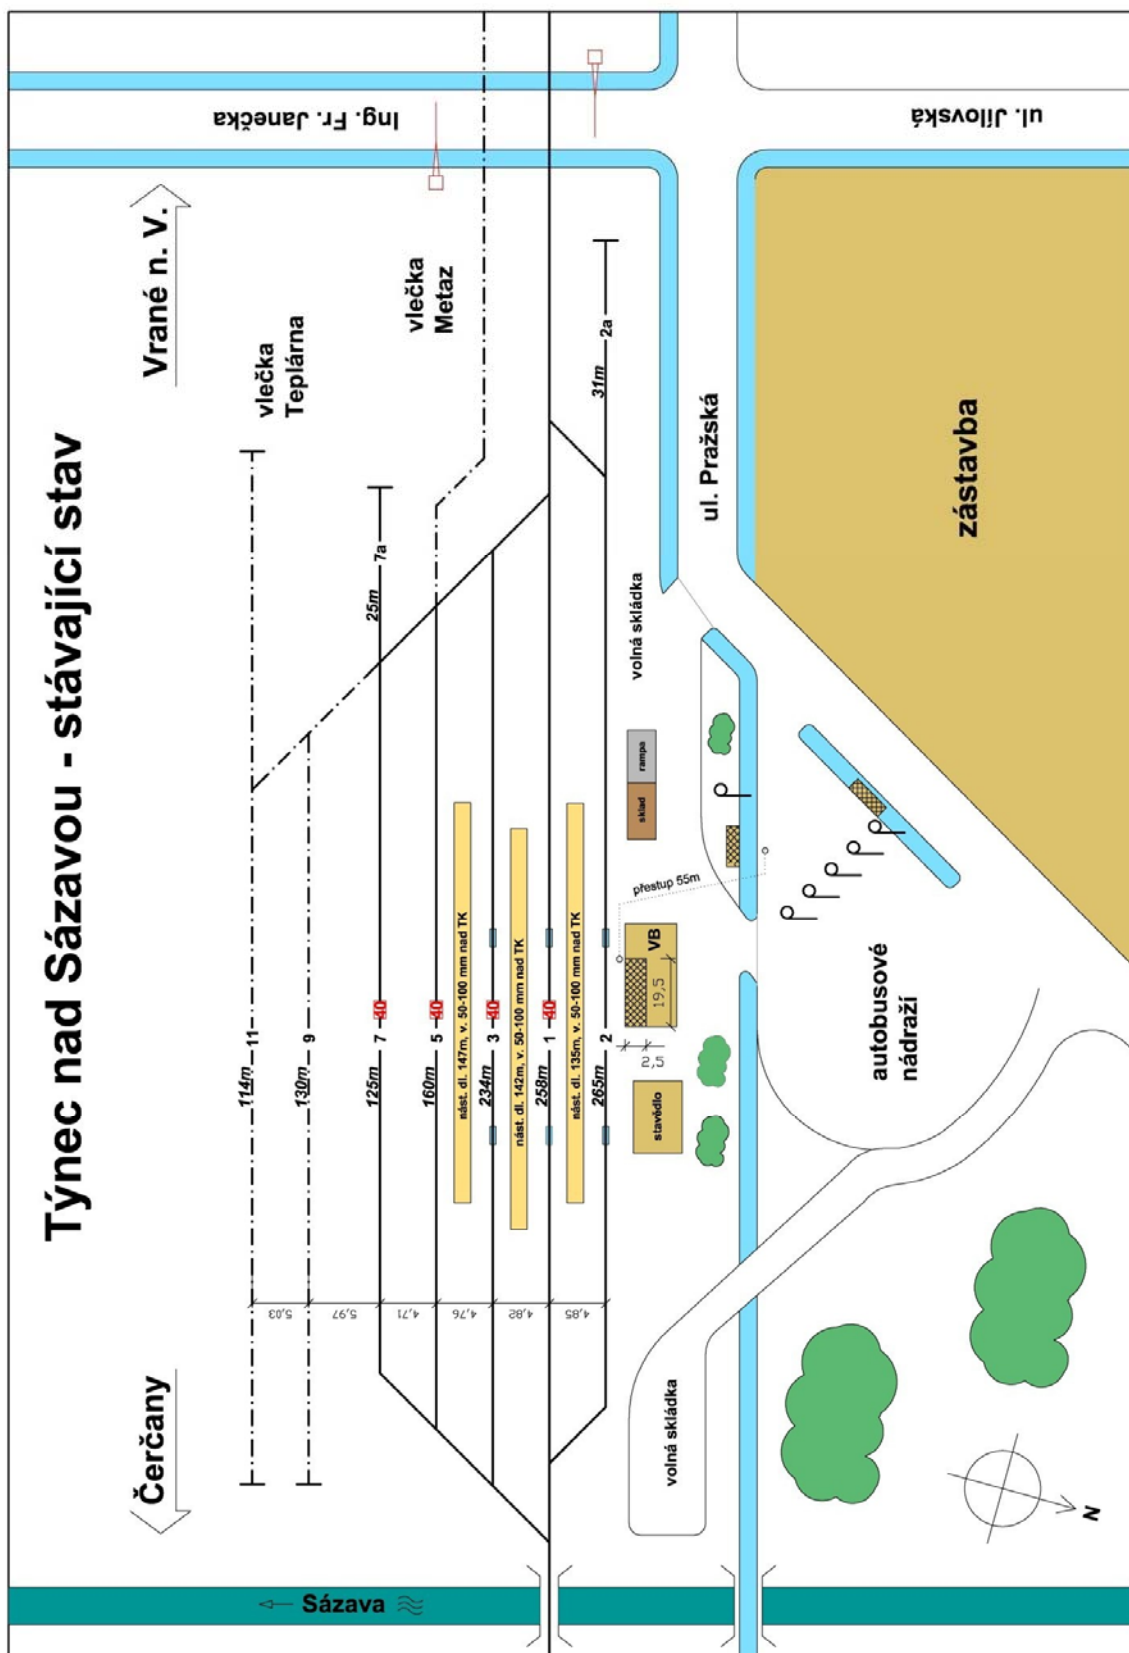 Týnec nad Sázavou - stávající stav
Čerčany
Vrané n. V.
Ing. Fr. Janečka
ul. Jílovská
vlečka
Teplárna
vlečka
Metaz
114m 11
5,03
130m 9
5,97
125m 7 40 25m 7a
4,71
160m 5 40
nást. dl. 147m, v. 50-100 mm nad TK
4,76
234m 3 40
nást. dl. 142m, v. 50-100 mm nad TK
4,82
258m 1 40
nást. dl. 135m, v. 50-100 mm nad TK
4,85
265m 2 31m 2a
volná skládka
sklad
rampa
přestup 55m
VB
19,5
2,5
stavědlo
ul. Pražská
volná skládka
autobusové
nádraží
zástavba
Sázava
N